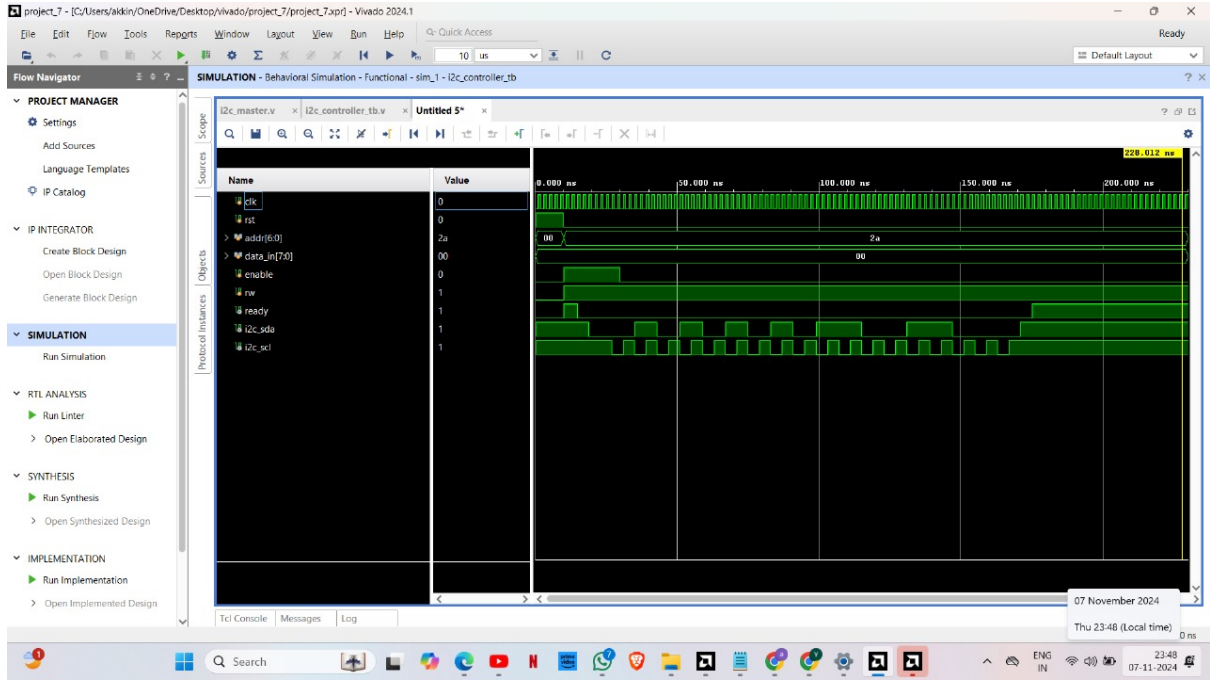 project_7 - [C:/Users/akkin/OneDrive/Desktop/vivado/project_7/project_7.xpr] - Vivado 2024.1
File Edit Flow Tools Reports Window Layout View Run Help Q- Quick Access
Ready
10 us
Default Layout
Flow Navigator
SIMULATION - Behavioral Simulation - Functional - sim_1 - i2c_controller_tb
PROJECT MANAGER
Settings
Add Sources
Language Templates
IP Catalog
IP INTEGRATOR
Create Block Design
Open Block Design
Generate Block Design
SIMULATION
Run Simulation
RTL ANALYSIS
Run Linter
Open Elaborated Design
SYNTHESIS
Run Synthesis
Open Synthesized Design
IMPLEMENTATION
Run Implementation
Open Implemented Design
Scope
Sources
Objects
Protocol Instances
i2c_master.v i2c_controller_tb.v Untitled 5*
228.012 ns
Name Value 0.000 ns 50.000 ns 100.000 ns 150.000 ns 200.000 ns
clk 0
rst 0
addr[6:0] 2a 00 2a
data_in[7:0] 00 00
enable 0
rw 1
ready 1
i2c_sda 1
i2c_scl 1
Tcl Console Messages Log
07 November 2024
Thu 23:48 (Local time)
0 ns
1
Search
ENG
IN
23:48
07-11-2024